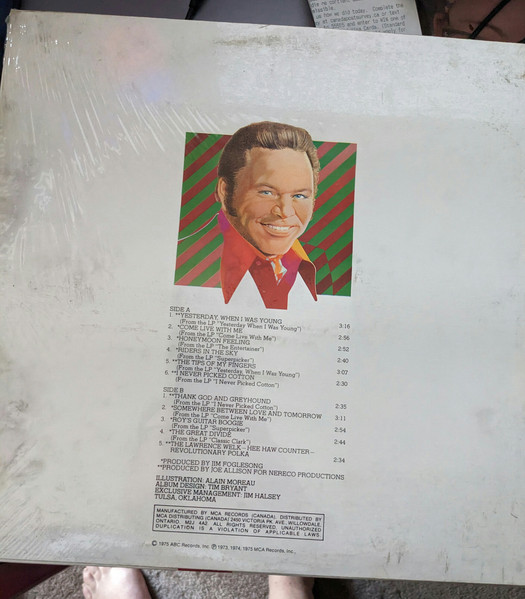 SIDE A
1. **YESTERDAY, WHEN I WAS YOUNG 3:16
(From the LP "Yesterday When I Was Young")
2. *COME LIVE WITH ME 2:56
(From the LP "Come Live With Me")
3. *HONEYMOON FEELING 2:52
(From the LP "The Entertainer")
4. *RIDERS IN THE SKY 2:40
(From the LP "Superpicker")
5. **THE TIPS OF MY FINGERS 3:07
(From the LP "Yesterday, When I Was Young")
6. **I NEVER PICKED COTTON 2:30
(From the LP "I Never Picked Cotton")
SIDE B
1. **THANK GOD AND GREYHOUND 2:35
(From the LP "I Never Picked Cotton")
2. *SOMEWHERE BETWEEN LOVE AND TOMORROW 3:11
(From the LP "Come Live With Me")
3. *ROY'S GUITAR BOOGIE 2:54
(From the LP "Superpicker")
4. *THE GREAT DIVIDE 2:44
(From the LP "Classic Clark")
5. **THE LAWRENCE WELK – HEE HAW COUNTER–
REVOLUTIONARY POLKA 2:34
*PRODUCED BY JIM FOGLESONG
**PRODUCED BY JOE ALLISON FOR NERECO PRODUCTIONS
ILLUSTRATION: ALAIN MOREAU
ALBUM DESIGN: TIM BRYANT
EXCLUSIVE MANAGEMENT: JIM HALSEY
TULSA, OKLAHOMA
MANUFACTURED BY MCA RECORDS (CANADA). DISTRIBUTED BY
MCA DISTRIBUTING (CANADA) 2450 VICTORIA PK. AVE., WILLOWDALE,
ONTARIO. M2J 4A2. ALL RIGHTS RESERVED. UNAUTHORIZED
DUPLICATION IS A VIOLATION OF APPLICABLE LAWS.
© 1975 ABC Records, Inc. ℗ 1973, 1974, 1975 MCA Records, Inc.,